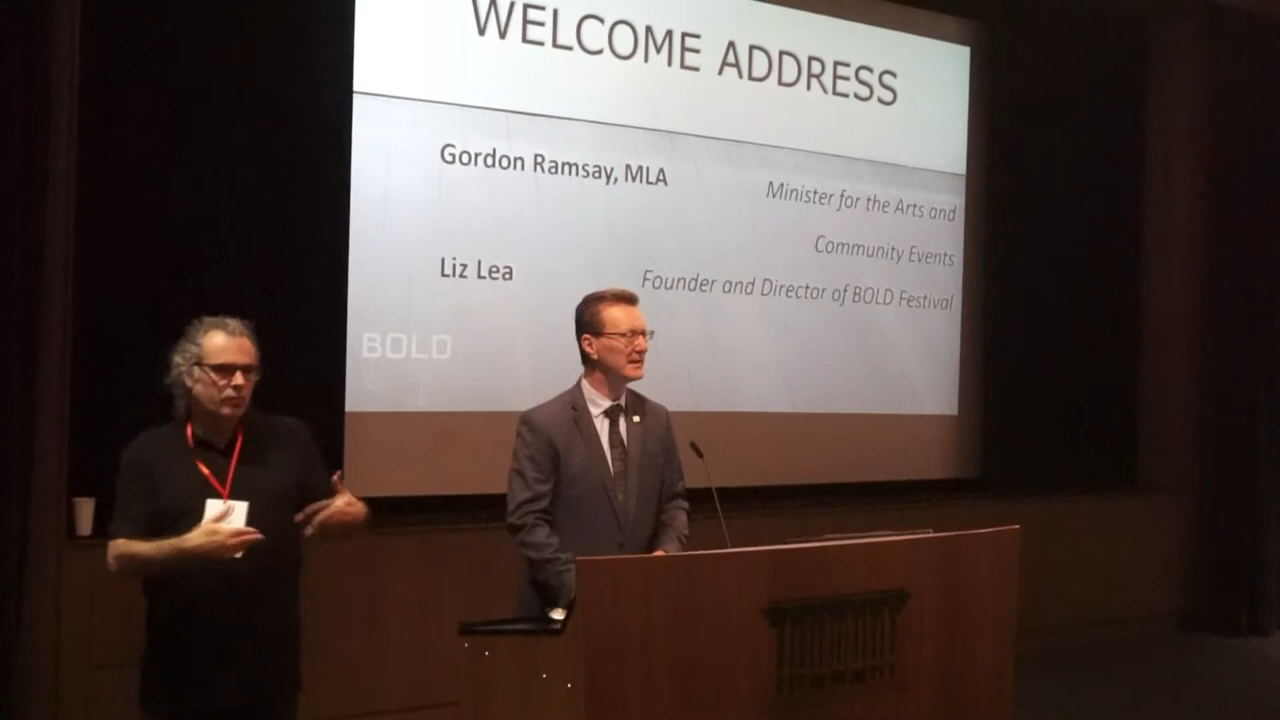 WELCOME ADDRESS
Gordon Ramsay, MLA
Minister for the Arts and
Community Events
Liz Lea
Founder and Director of BOLD Festival
BOLD